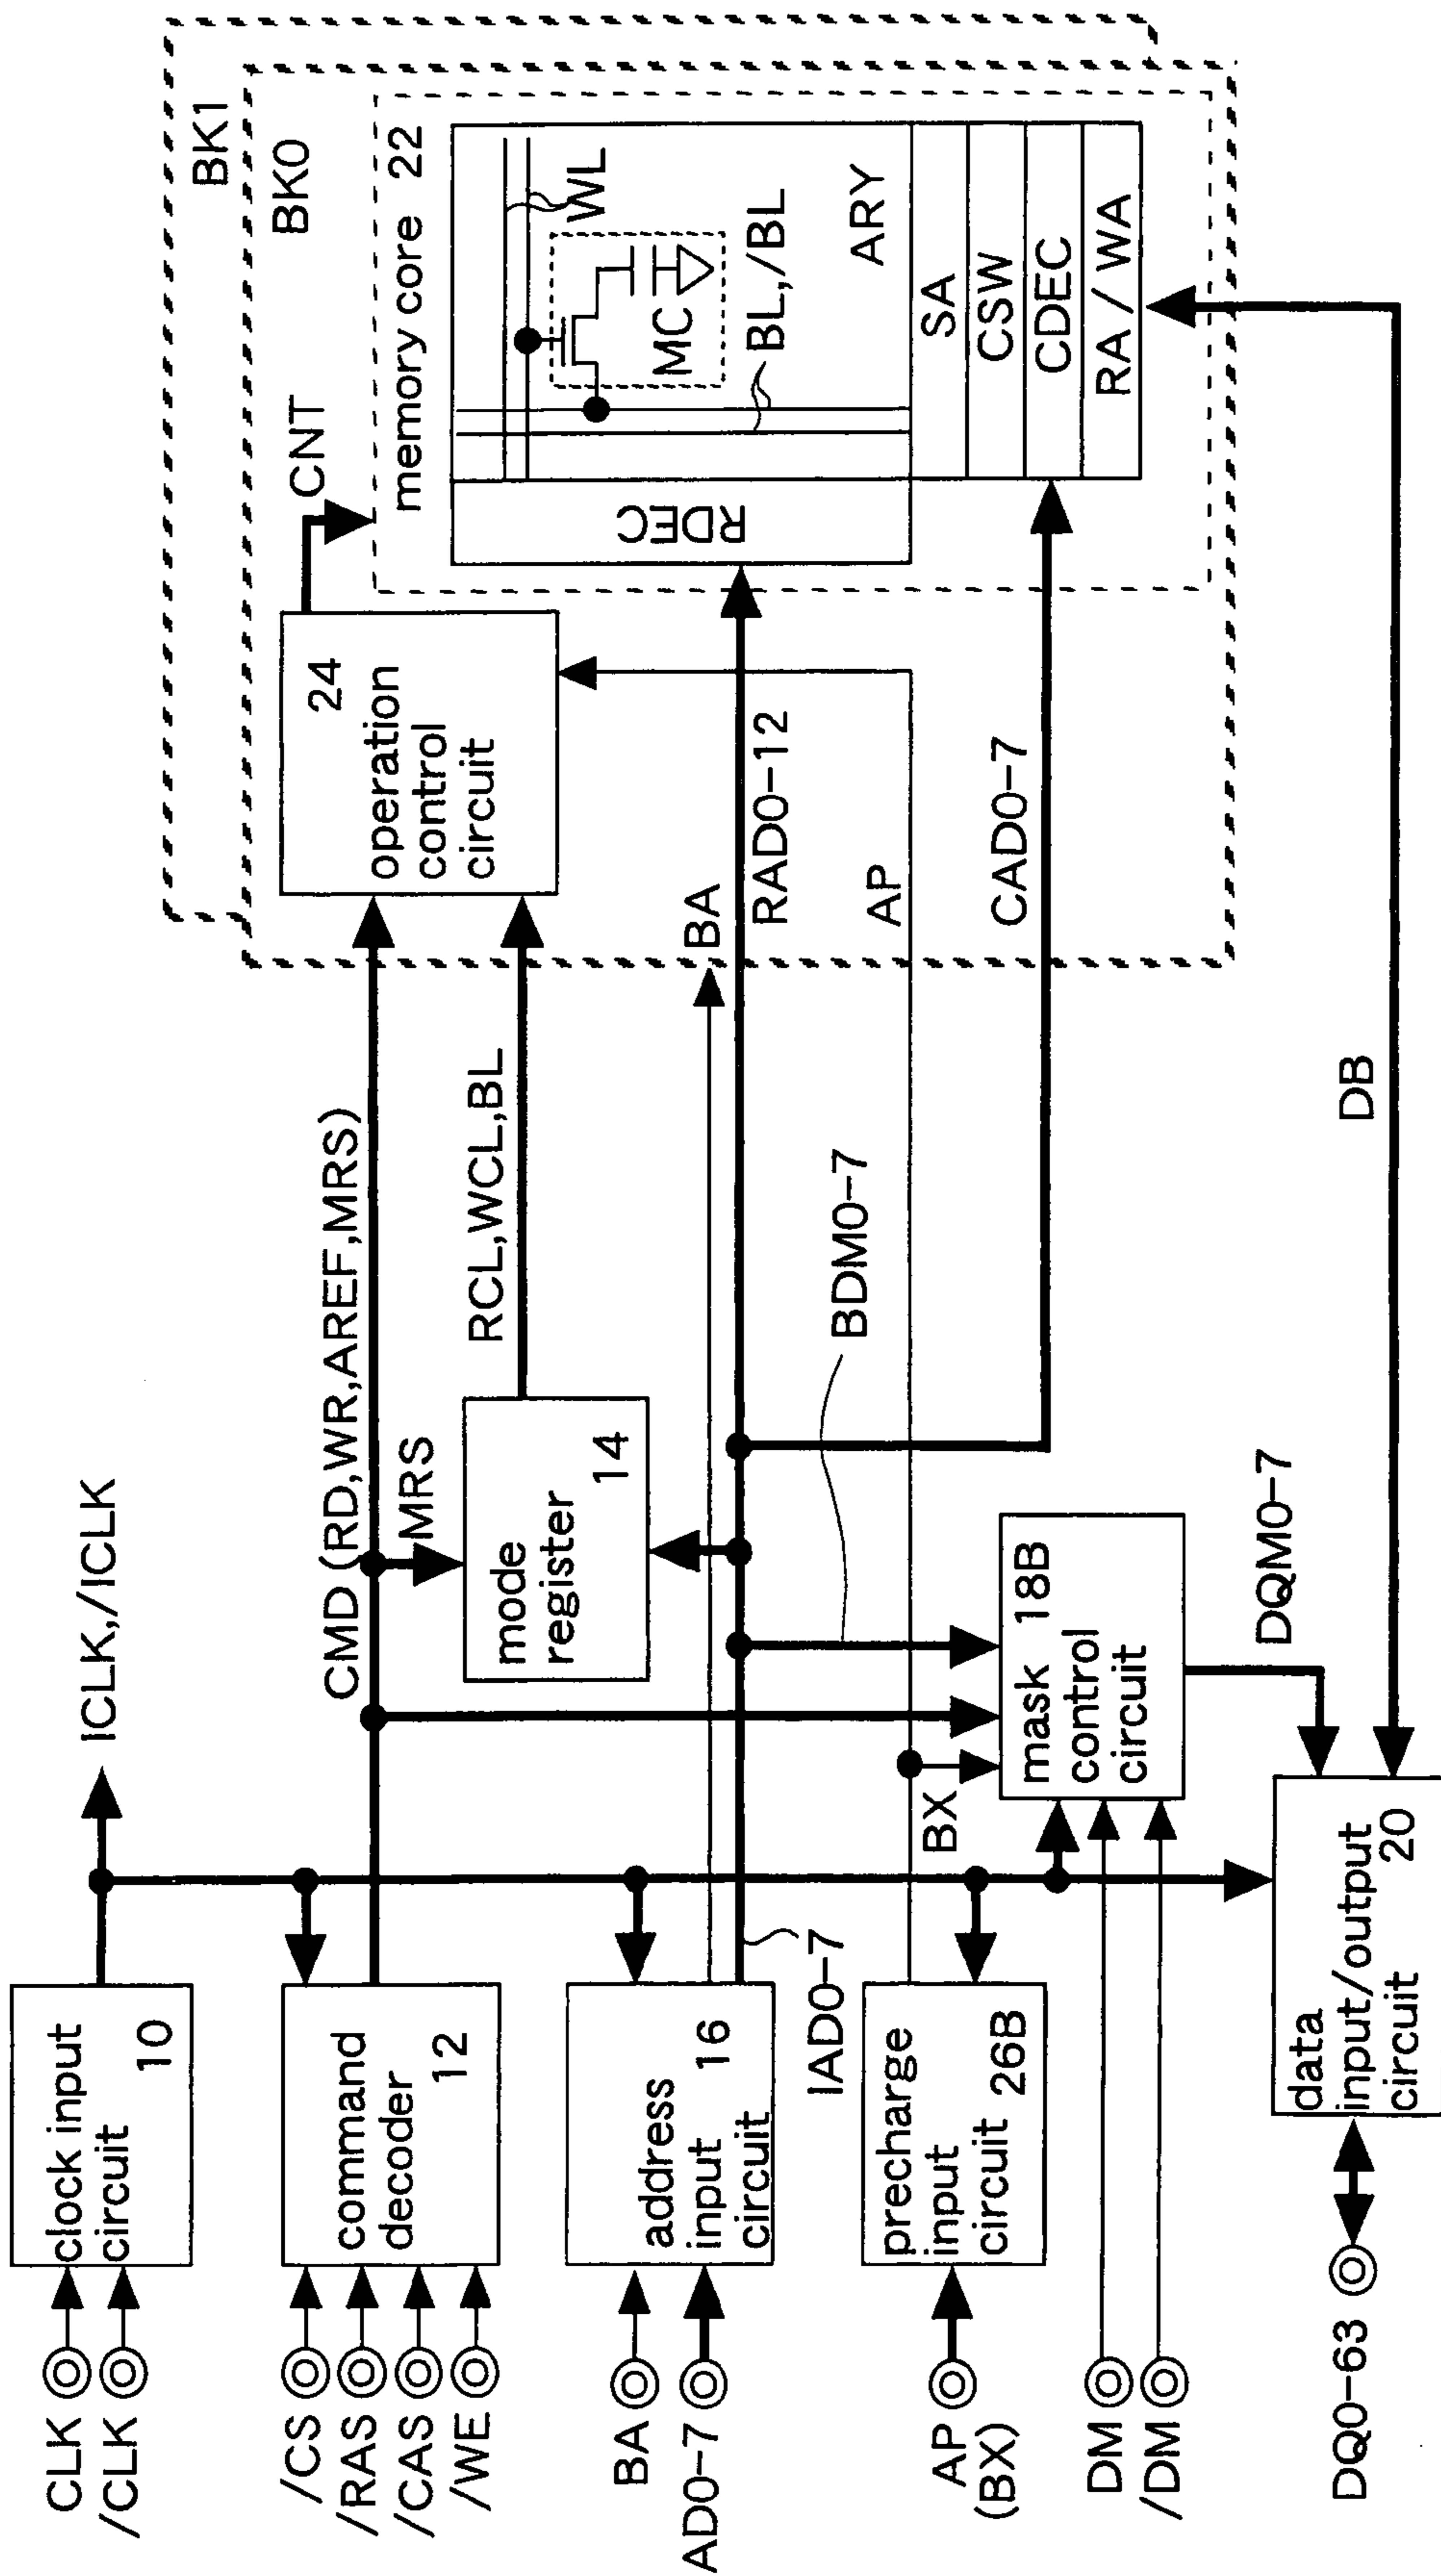 CLK
/CLK
clock input
circuit
10
ICLK,/ICLK
/CS
/RAS
/CAS
/WE
command
decoder
12
CMD (RD,WR,AREF,MRS)
MRS
mode
register
14
RCL,WCL,BL
24
operation
control
circuit
CNT
BK1
BK0
memory core 22
WL
MC
BL,/BL
ARY
RDEC
SA
CSW
CDEC
RA / WA
BA
AD0-7
address
input
circuit
16
IAD0-7
BA
RAD0-12
AP
CAD0-7
BDM0-7
AP
(BX)
precharge
input
circuit
26B
BX
mask 18B
control
circuit
DM
/DM
DQM0-7
DB
DQ0-63
data
input/output
circuit
20